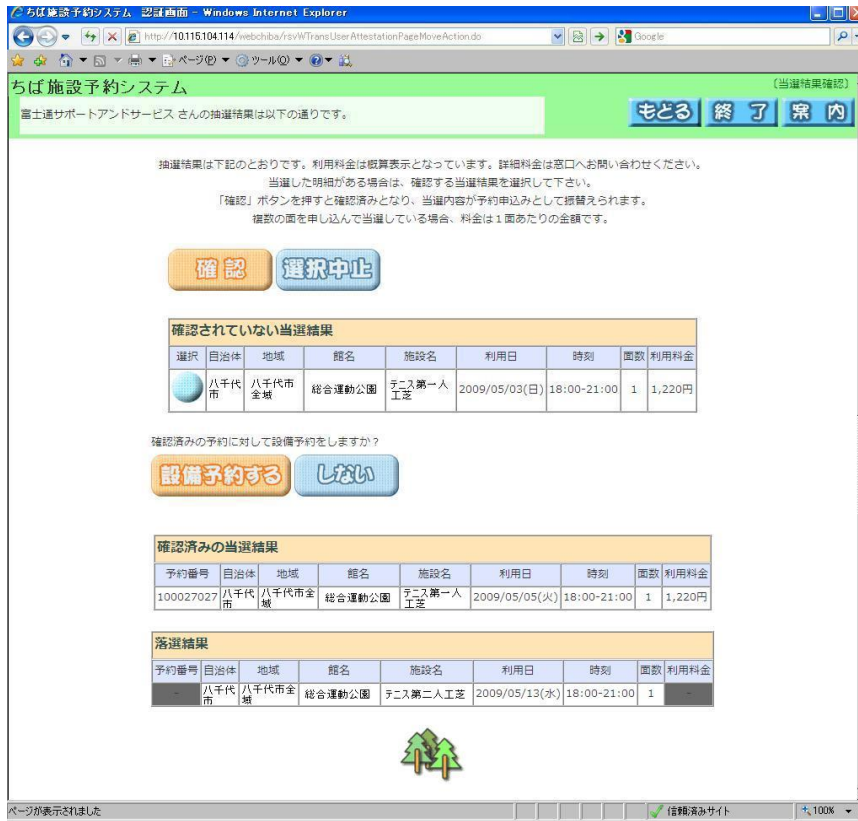 ちば施設予約システム　認証画面 - Windows Internet Explorer
http://10.115.104.114/webchiba/rsvWTransUserAttestationPageMoveAction.do
Google
ページ(P) ツール(O)
ちば施設予約システム
〔当選結果確認〕
富士通サポートアンドサービス さんの抽選結果は以下の通りです。
もどる 終了 案内
抽選結果は下記のとおりです。利用料金は概算表示となっています。詳細料金は窓口へお問い合わせください。
当選した明細がある場合は、確認する当選結果を選択して下さい。
「確認」ボタンを押すと確認済みとなり、当選内容が予約申込みとして振替えられます。
複数の面を申し込んで当選している場合、料金は１面あたりの金額です。
確認 選択中止
確認されていない当選結果
選択 自治体 地域 館名 施設名 利用日 時刻 面数 利用料金
八千代市 八千代市全域 総合運動公園 テニス第一人工芝 2009/05/03(日) 18:00-21:00 1 1,220円
確認済みの予約に対して設備予約をしますか？
設備予約する しない
確認済みの当選結果
予約番号 自治体 地域 館名 施設名 利用日 時刻 面数 利用料金
100027027 八千代市 八千代市全域 総合運動公園 テニス第一人工芝 2009/05/05(火) 18:00-21:00 1 1,220円
落選結果
予約番号 自治体 地域 館名 施設名 利用日 時刻 面数 利用料金
- 八千代市 八千代市全域 総合運動公園 テニス第二人工芝 2009/05/13(水) 18:00-21:00 1 -
ページが表示されました
信頼済みサイト
100%